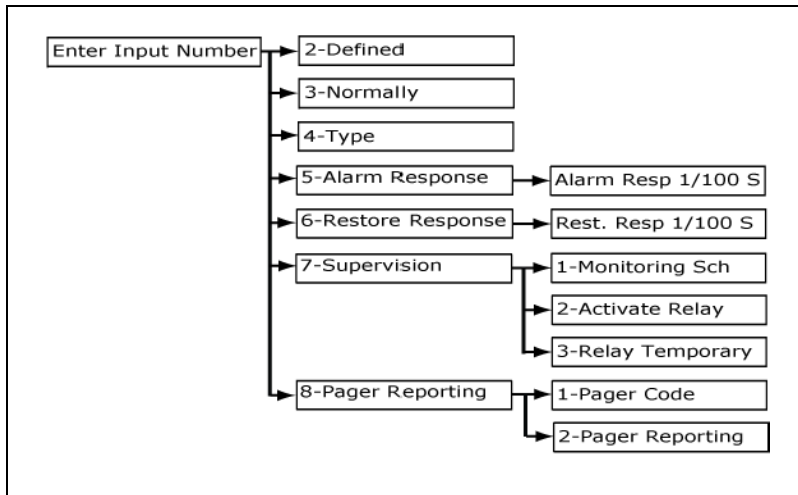 Enter Input Number
2-Defined
3-Normally
4-Type
5-Alarm Response
Alarm Resp 1/100 S
6-Restore Response
Rest. Resp 1/100 S
7-Supervision
1-Monitoring Sch
2-Activate Relay
3-Relay Temporary
8-Pager Reporting
1-Pager Code
2-Pager Reporting